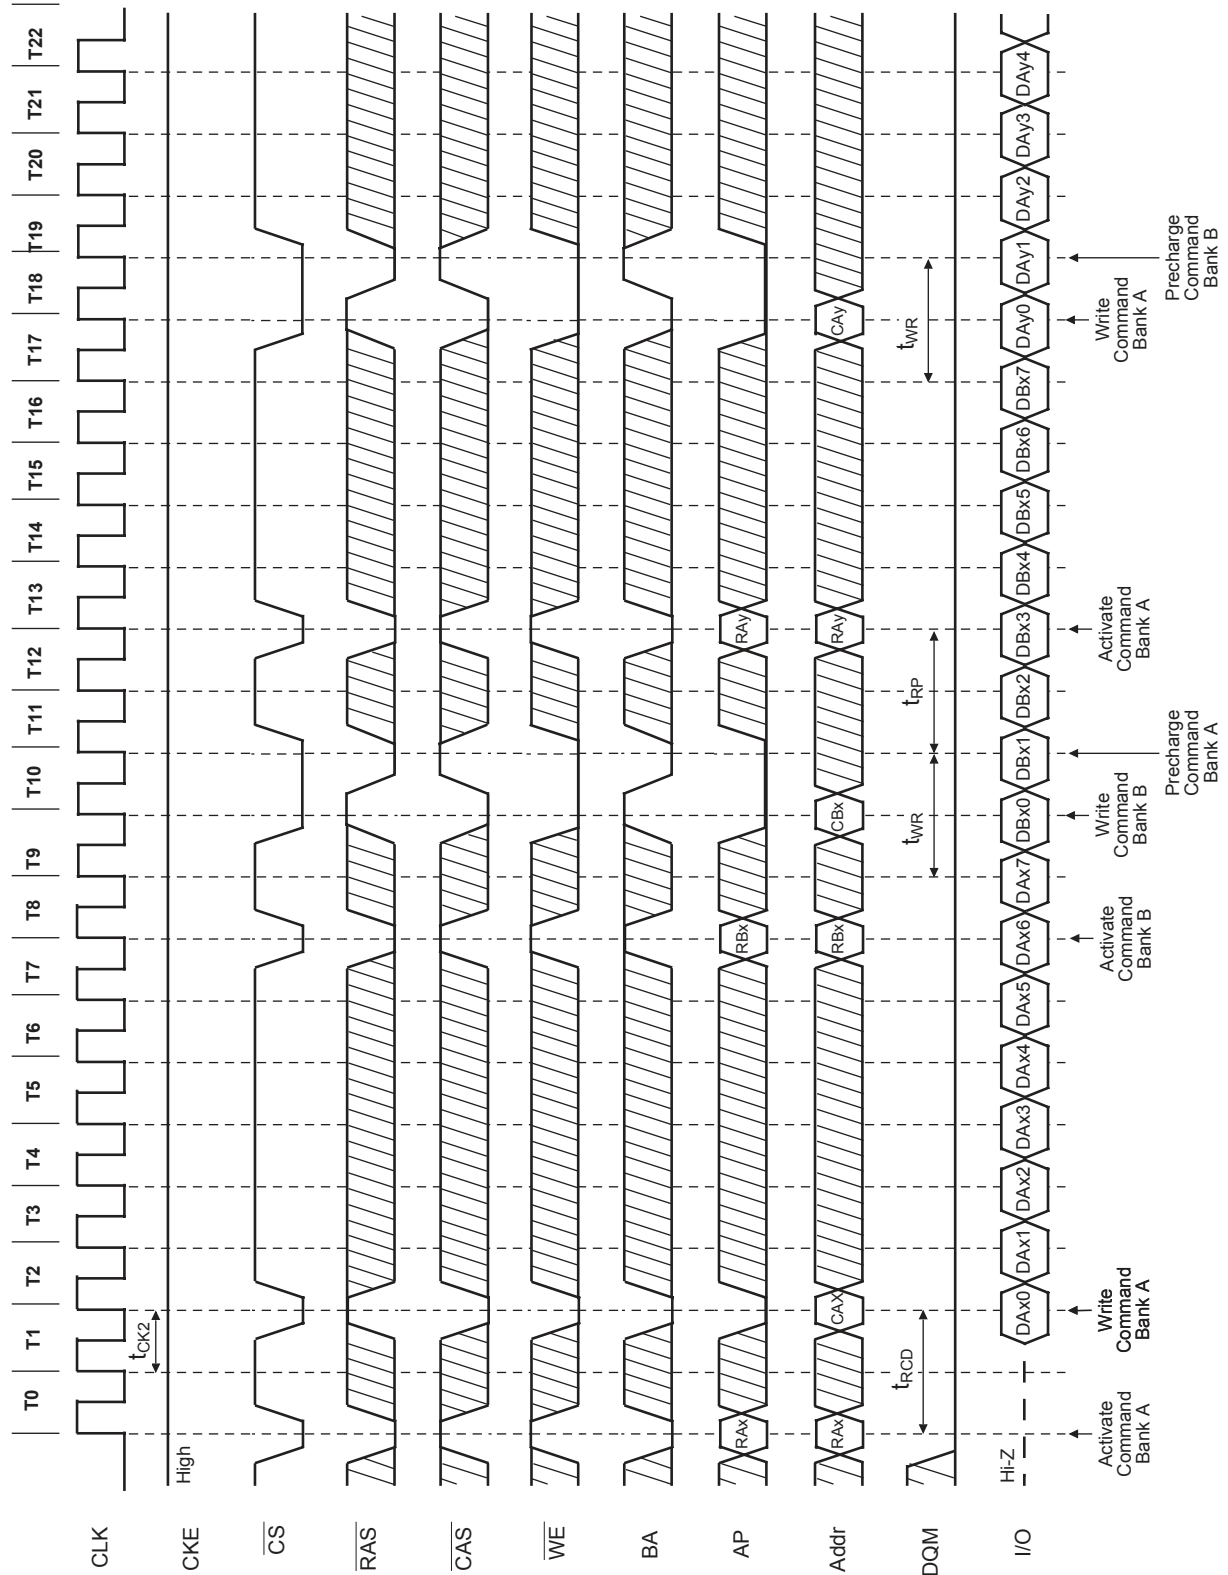 T0 T1 T2 T3 T4 T5 T6 T7 T8 T9 T10 T11 T12 T13 T14 T15 T16 T17 T18 T19 T20 T21 T22
CLK
tCK2
CKE
High
CS
RAS
CAS
WE
BA
AP
RAx RBx RAy
Addr
RAx CAX RBx CBx RAy CAy
DQM
tRCD tWR tRP tWR
I/O
Hi-Z
DAx0 DAx1 DAx2 DAx3 DAx4 DAx5 DAx6 DAx7 DBx0 DBx1 DBx2 DBx3 DBx4 DBx5 DBx6 DBx7 DAy0 DAy1 DAy2 DAy3 DAy4
Activate
Command
Bank A
Write
Command
Bank A
Activate
Command
Bank B
Write
Command
Bank B
Precharge
Command
Bank A
Activate
Command
Bank A
Write
Command
Bank A
Precharge
Command
Bank B